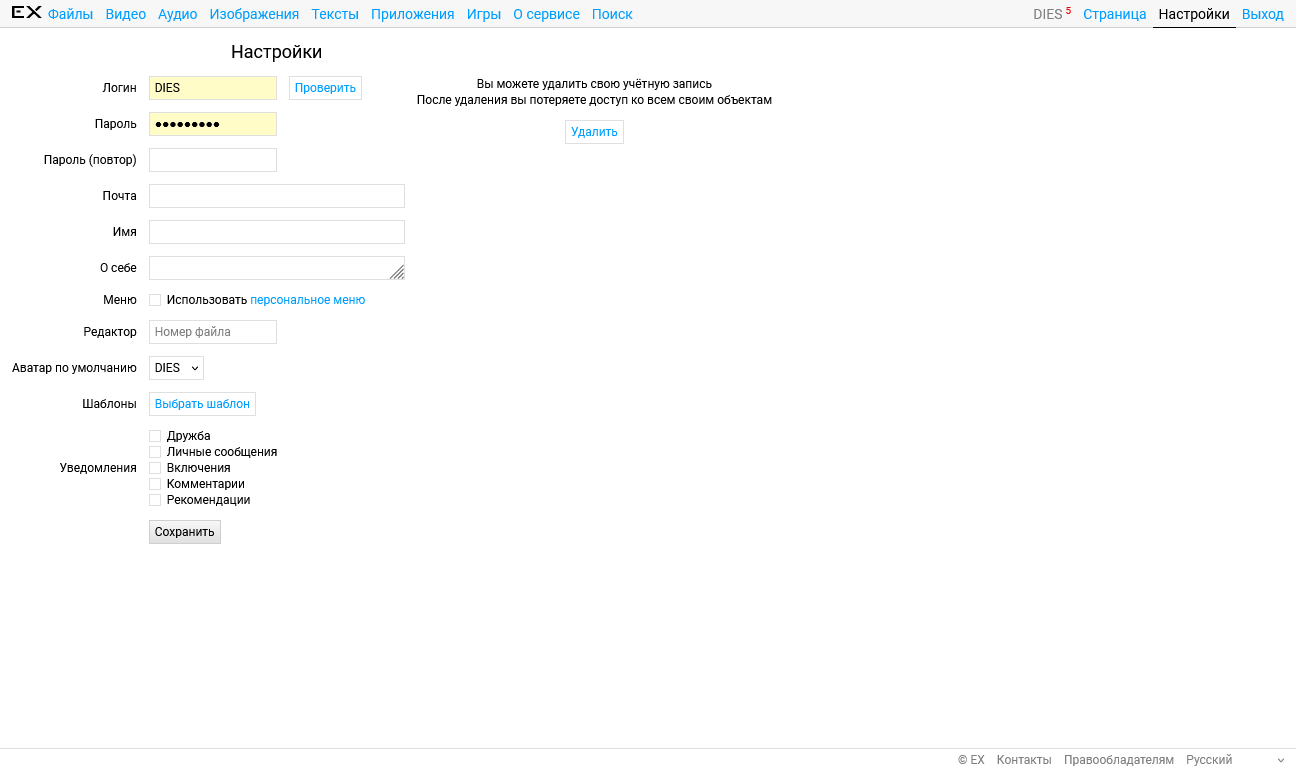 EX Файлы Видео Аудио Изображения Тексты Приложения Игры О сервисе Поиск DIES 5 Страница Настройки Выход
Настройки
Логин DIES Проверить
Пароль ●●●●●●●●●
Пароль (повтор)
Почта
Имя
О себе
Меню Использовать персональное меню
Редактор Номер файла
Аватар по умолчанию DIES
Шаблоны Выбрать шаблон
Уведомления
Дружба
Личные сообщения
Включения
Комментарии
Рекомендации
Сохранить
Вы можете удалить свою учётную запись
После удаления вы потеряете доступ ко всем своим объектам
Удалить
© EX Контакты Правообладателям Русский